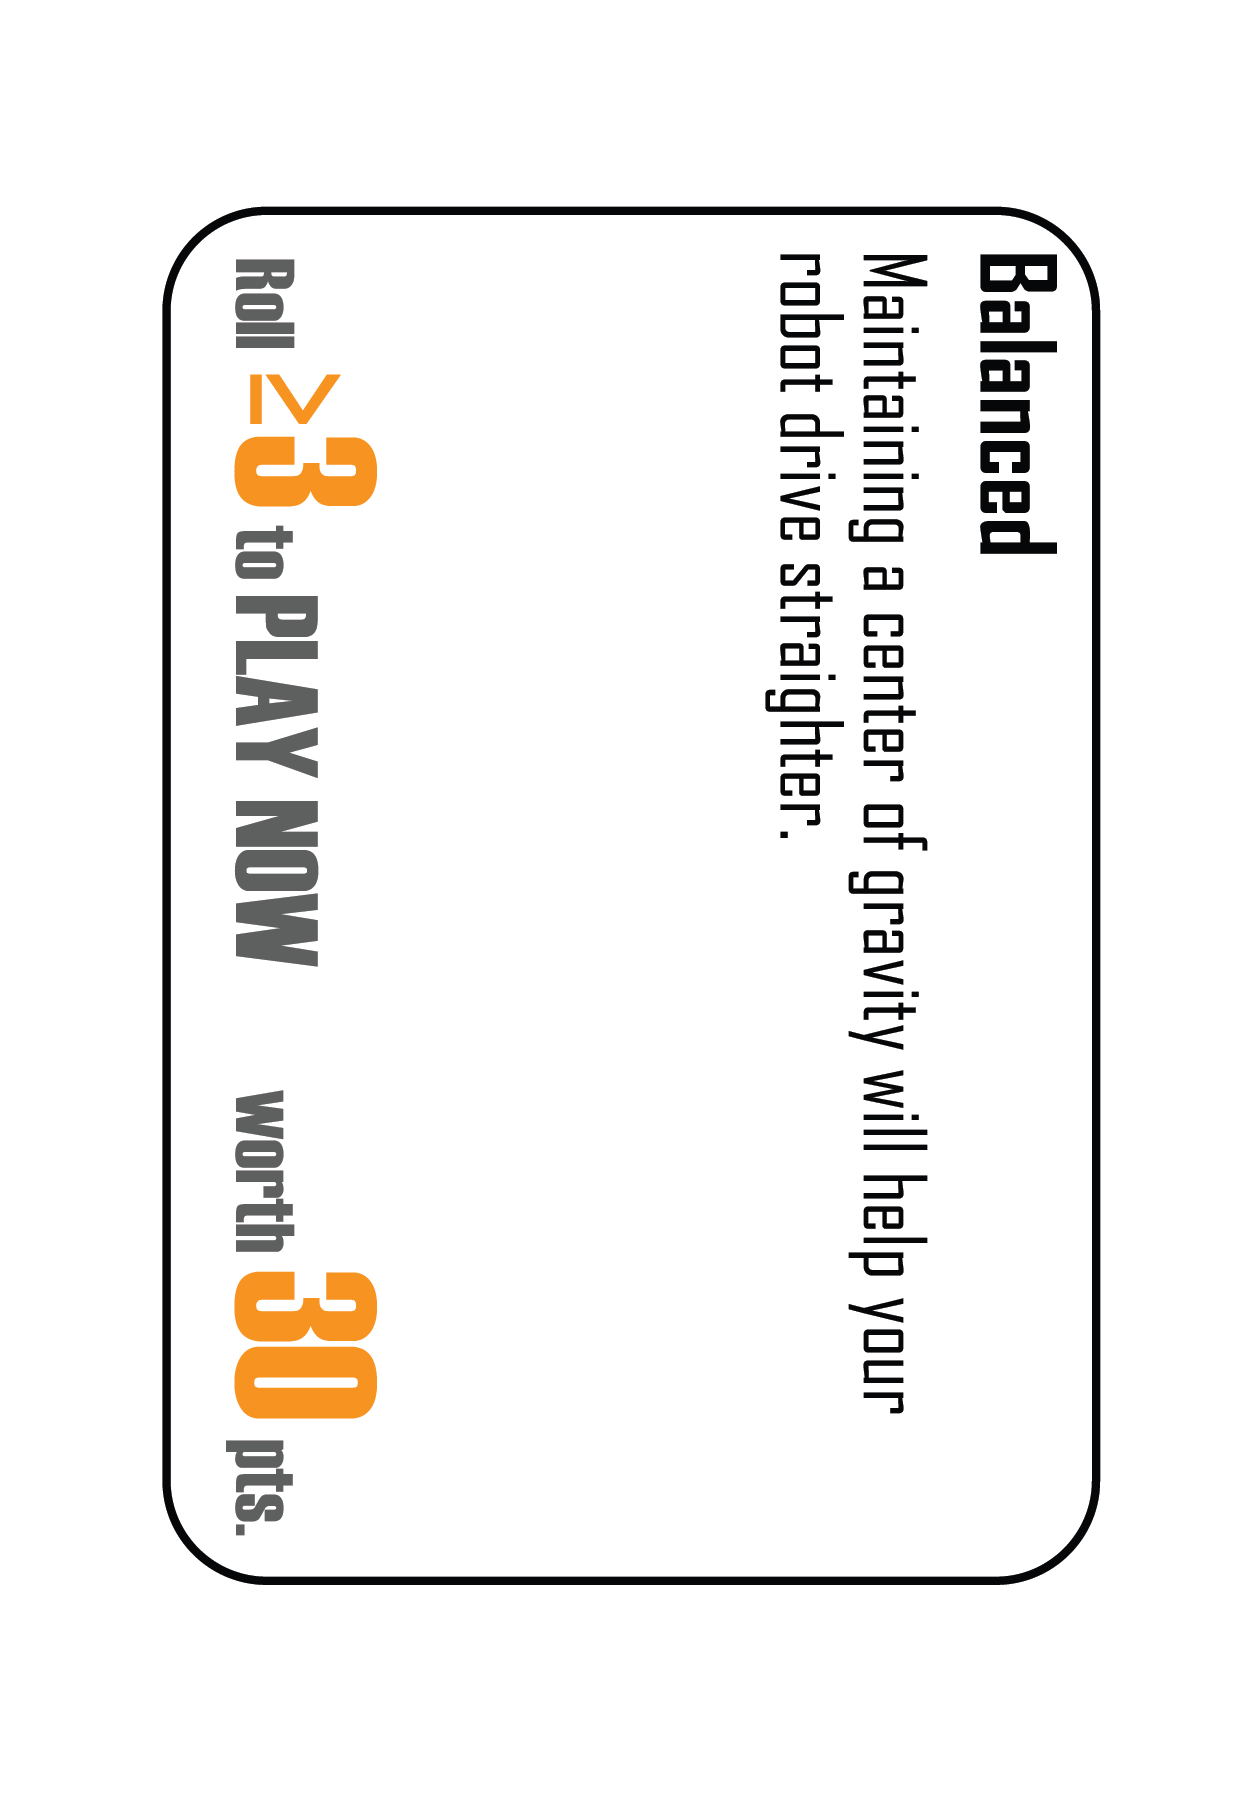 Balanced
Maintaining a center of gravity will help your
robot drive straighter.
Roll ≥3 to PLAY NOW worth 30 pts.